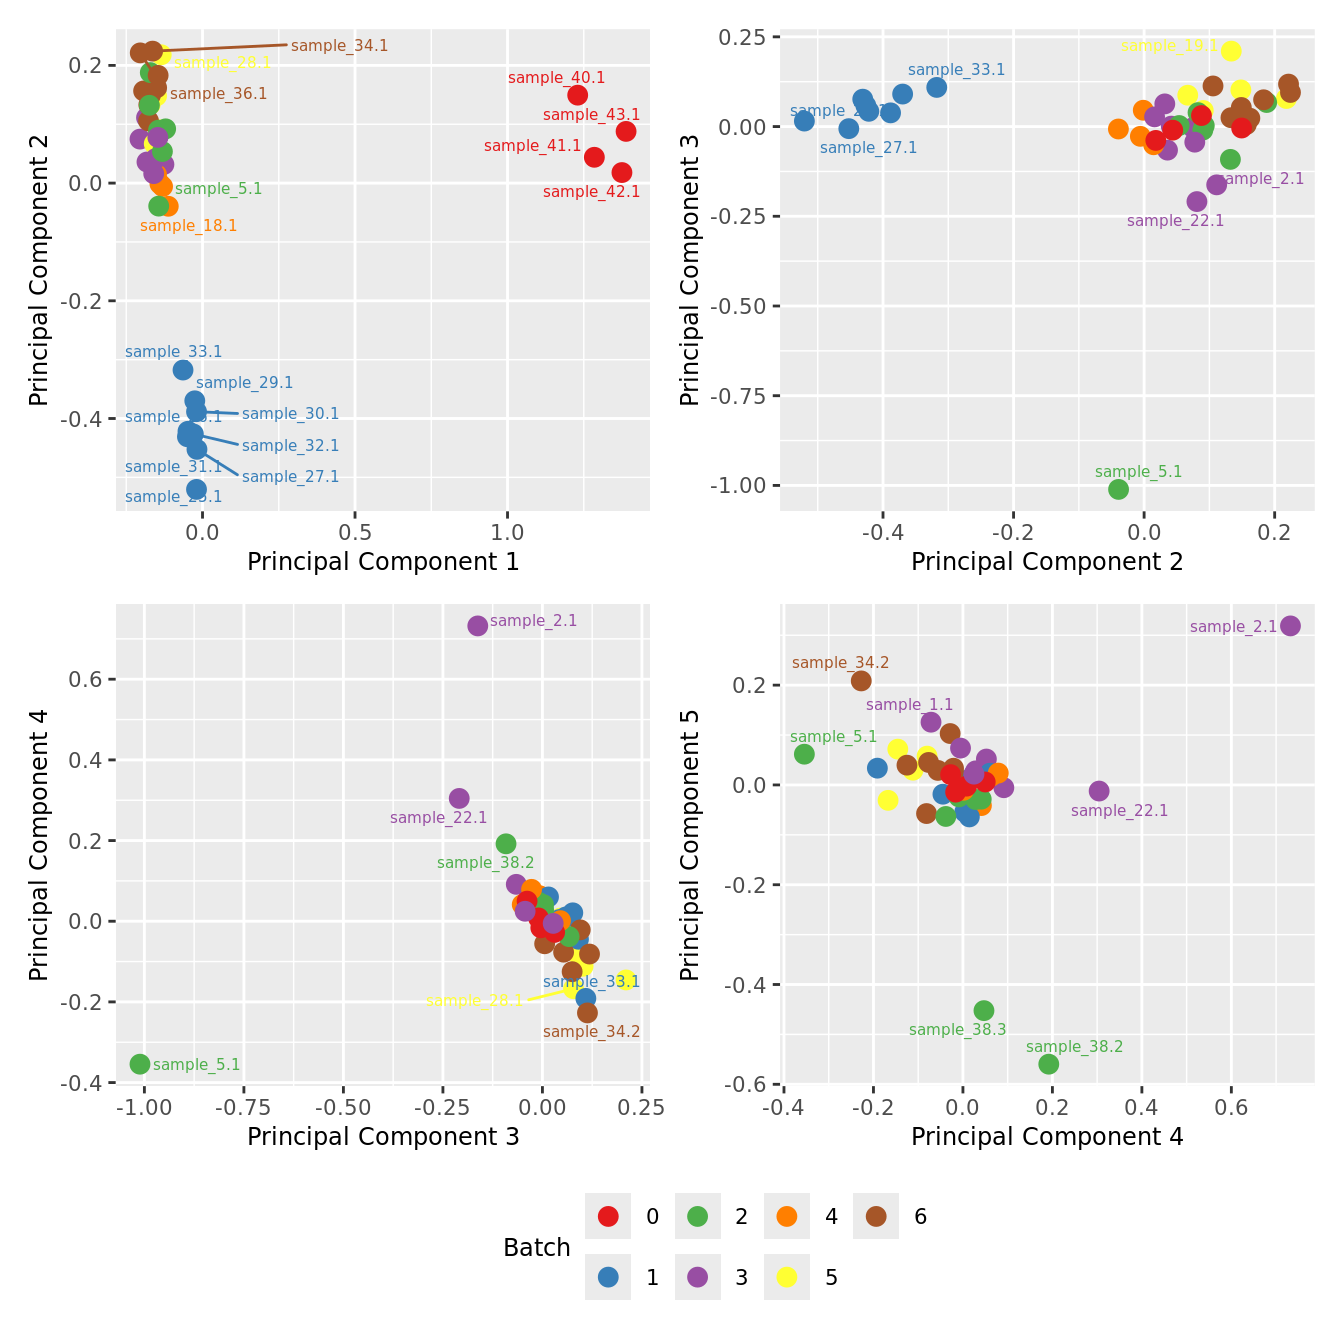 sample_34.1
sample_28.1
sample_36.1
sample_40.1
sample_43.1
sample_41.1
sample_42.1
sample_5.1
sample_18.1
sample_33.1
sample_29.1
sample_30.1
sample_32.1
sample_31.1
sample_27.1
0.2
0.0
-0.2
-0.4
0.0
0.5
1.0
Principal Component 1
Principal Component 2
sample_19.1
sample_33.1
sample_27.1
sample_2.1
sample_22.1
sample_5.1
0.25
0.00
-0.25
-0.50
-0.75
-1.00
-0.4
-0.2
0.0
0.2
Principal Component 2
Principal Component 3
sample_2.1
sample_22.1
sample_38.2
sample_33.1
sample_28.1
sample_34.2
sample_5.1
0.6
0.4
0.2
0.0
-0.2
-0.4
-1.00
-0.75
-0.50
-0.25
0.00
0.25
Principal Component 3
Principal Component 4
sample_2.1
sample_34.2
sample_1.1
sample_5.1
sample_22.1
sample_38.3
sample_38.2
0.2
0.0
-0.2
-0.4
-0.6
-0.4
-0.2
0.0
0.2
0.4
0.6
Principal Component 4
Principal Component 5
Batch
0
2
4
6
1
3
5